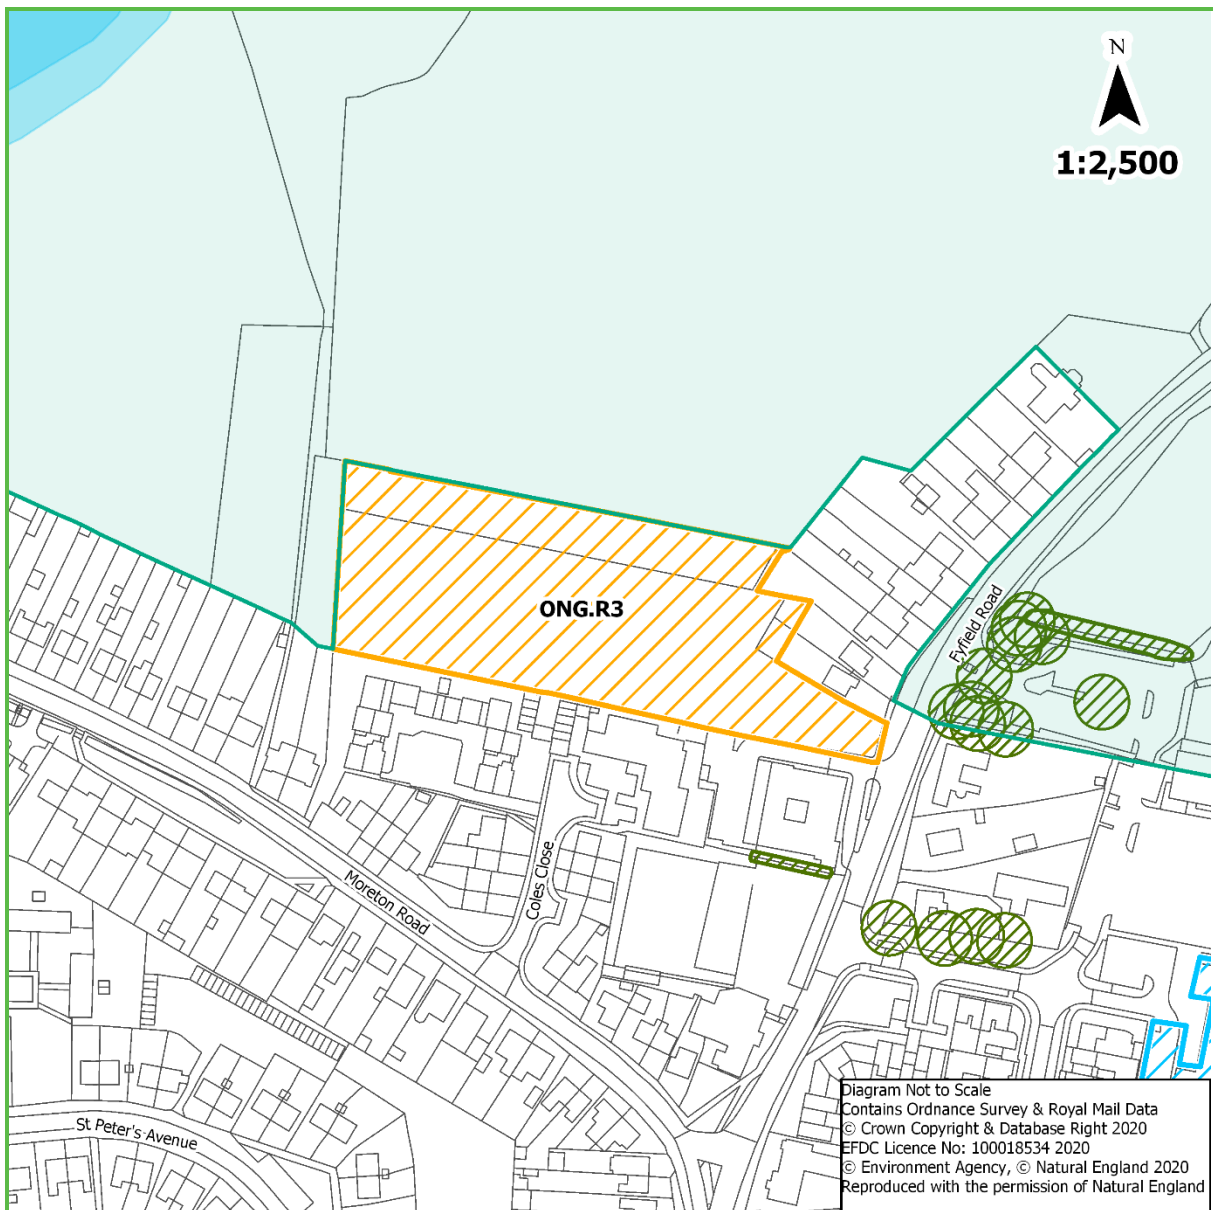 N
1:2,500
ONG.R3
Fyfield Road
Coles Close
Moreton Road
St Peter's Avenue
Diagram Not to Scale
Contains Ordnance Survey & Royal Mail Data
© Crown Copyright & Database Right 2020
EFDC Licence No: 100018534 2020
© Environment Agency, © Natural England 2020
Reproduced with the permission of Natural England